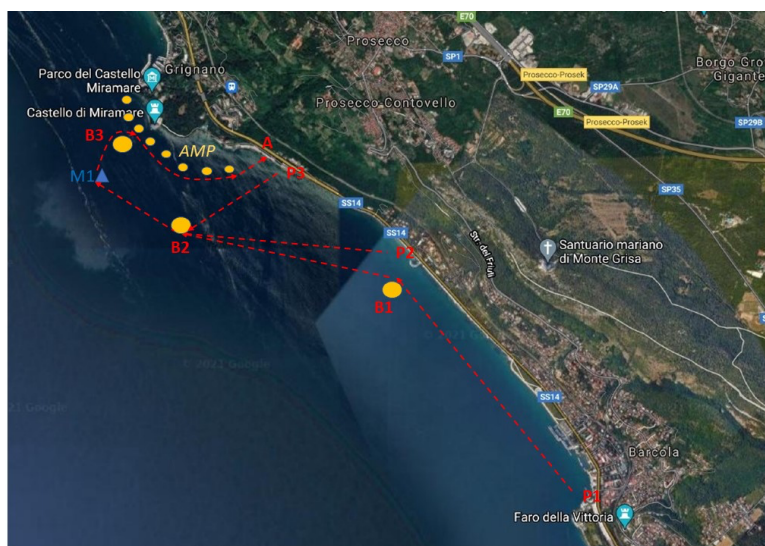 E70
Prosecco
SP1
Borgo Gro
Gigante
Parco del Castello
Miramare
Grignano
Prosecco-Prosek
SP29A
Castello di Miramare
Prosecco Contovello
E70
Prosecco-Prosek
SP29B
B3
AMP
A
M1
P3
SP35
SS14
SS14
Str. del Friuli
Santuario mariano
di Monte Grisa
B2
P2
B1
© 2021 Google
© 2021 Google
21 Google
SS14
Barcola
P1
Faro della Vittoria